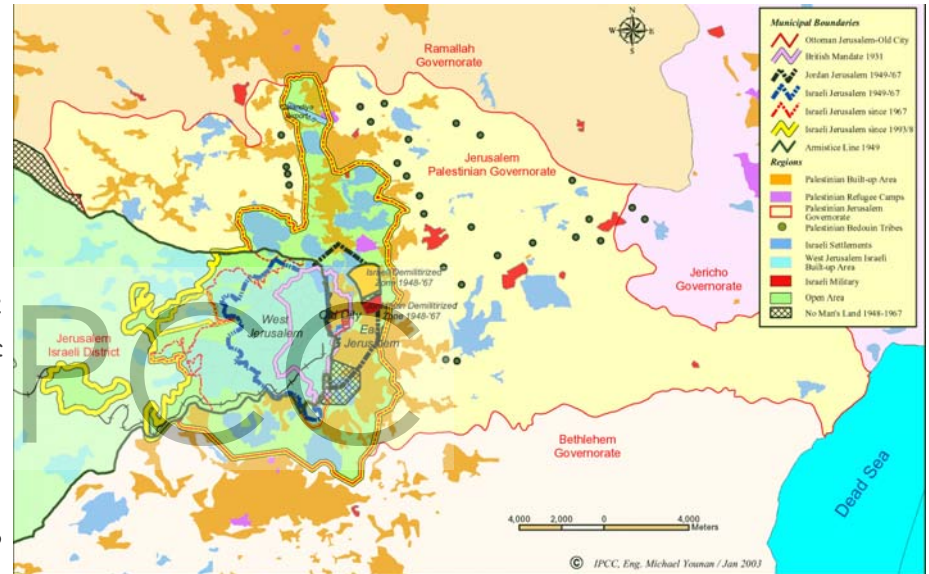 Ramallah
Governorate
Jerusalem
Palestinian Governorate
Israeli Demilitirized
Zone 1948-'67
Demilitirized
Zone 1948-'67
Old City
West
Jerusalem
East
Jerusalem
Jerusalem
Israeli District
Jericho
Governorate
Bethlehem
Governorate
Dead Sea
IPCC
W
N
E
S
Municipal Boundaries
Ottoman Jerusalem-Old City
British Mandate 1931
Jordan Jerusalem 1949-'67
Israeli Jerusalem 1949-'67
Israeli Jerusalem since 1967
Israeli Jerusalem since 1993/8
Armistice Line 1949
Regions
Palestinian Built-up Area
Palestinian Refugee Camps
Palestinian Jerusalem
Governorate
Palestinian Bedouin Tribes
Israeli Settlements
West Jerusalem Israeli
Built-up Area
Israeli Military
Open Area
No Man's Land 1948-1967
4,000 2,000 0 4,000
Meters
© IPCC, Eng. Michael Younan / Jan 2003